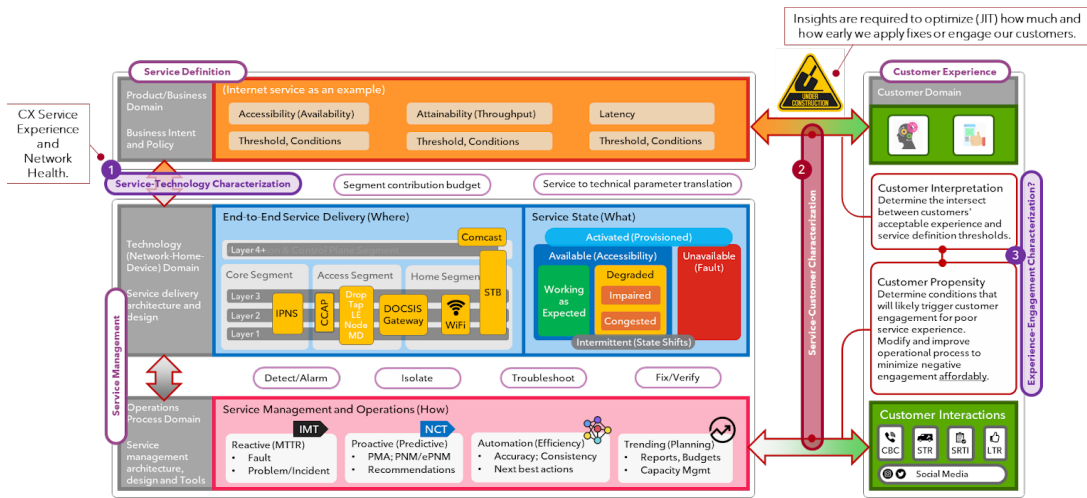 Insights are required to optimize (JIT) how much and
how early we apply fixes or engage our customers.
UNDER
CONSTRUCTION
Service Definition
Customer Experience
CX Service
Experience
and
Network
Health.
Product/Business
Domain
Business Intent
and Policy
(Internet service as an example)
Accessibility (Availability)
Attainability (Throughput)
Latency
Threshold, Conditions
Threshold, Conditions
Threshold, Conditions
Customer Domain
1
Service-Technology Characterization
Segment contribution budget
Service to technical parameter translation
2
Service-Customer Characterization
Customer Interpretation
Determine the intersect
between customers'
acceptable experience and
service definition thresholds.
3
Experience-Engagement Characterization?
Customer Propensity
Determine conditions that
will likely trigger customer
engagement for poor
service experience.
Modify and improve
operational process to
minimize negative
engagement affordably.
Service Management
Technology
(Network-Home-
Device) Domain
Service delivery
architecture and
design
End-to-End Service Delivery (Where)
Comcast
Layer 4+
on & Control Plane Segment
Core Segment
Access Segment
Home Segmen
Layer 3
Layer 2
Layer 1
IPNS
CCAP
Drop
Tap
LE
Node
MD
DOCSIS
Gateway
WiFi
STB
Service State (What)
Activated (Provisioned)
Available (Accessibility)
Unavailable
(Fault)
Working
as
Expected
Degraded
Impaired
Congested
Intermittent (State Shifts)
Detect/Alarm
Isolate
Troubleshoot
Fix/Verify
Operations
Process Domain
Service
management
architecture,
design and Tools
Service Management and Operations (How)
IMT
Reactive (MTTR)
• Fault
• Problem/Incident
NCT
Proactive (Predictive)
• PMA; PNM/ePNM
• Recommendations
Automation (Efficiency)
• Accuracy; Consistency
• Next best actions
Trending (Planning)
• Reports, Budgets
• Capacity Mgmt
Customer Interactions
CBC
STR
SRTI
LTR
Social Media